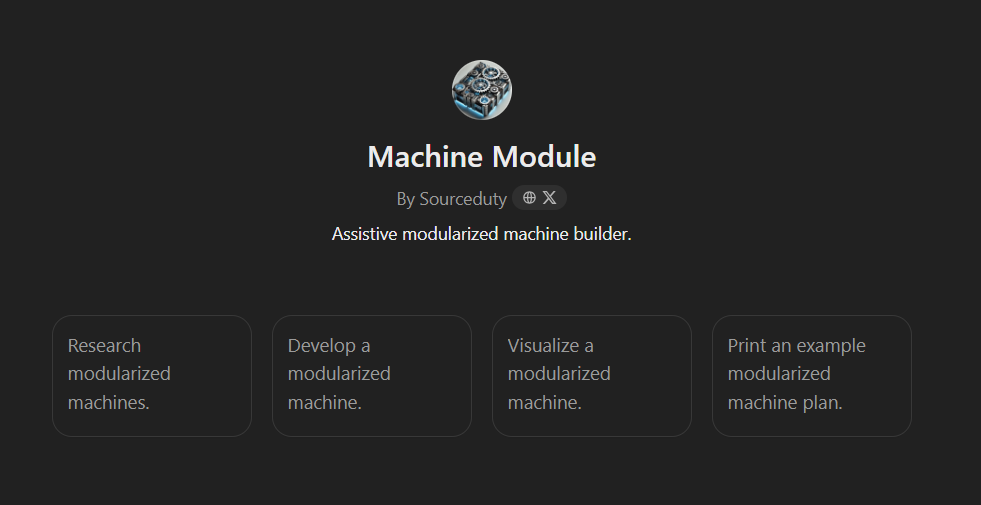 Machine Module
By Sourceduty
Assistive modularized machine builder.
Research
modularized
machines.
Develop a
modularized
machine.
Visualize a
modularized
machine.
Print an example
modularized
machine plan.